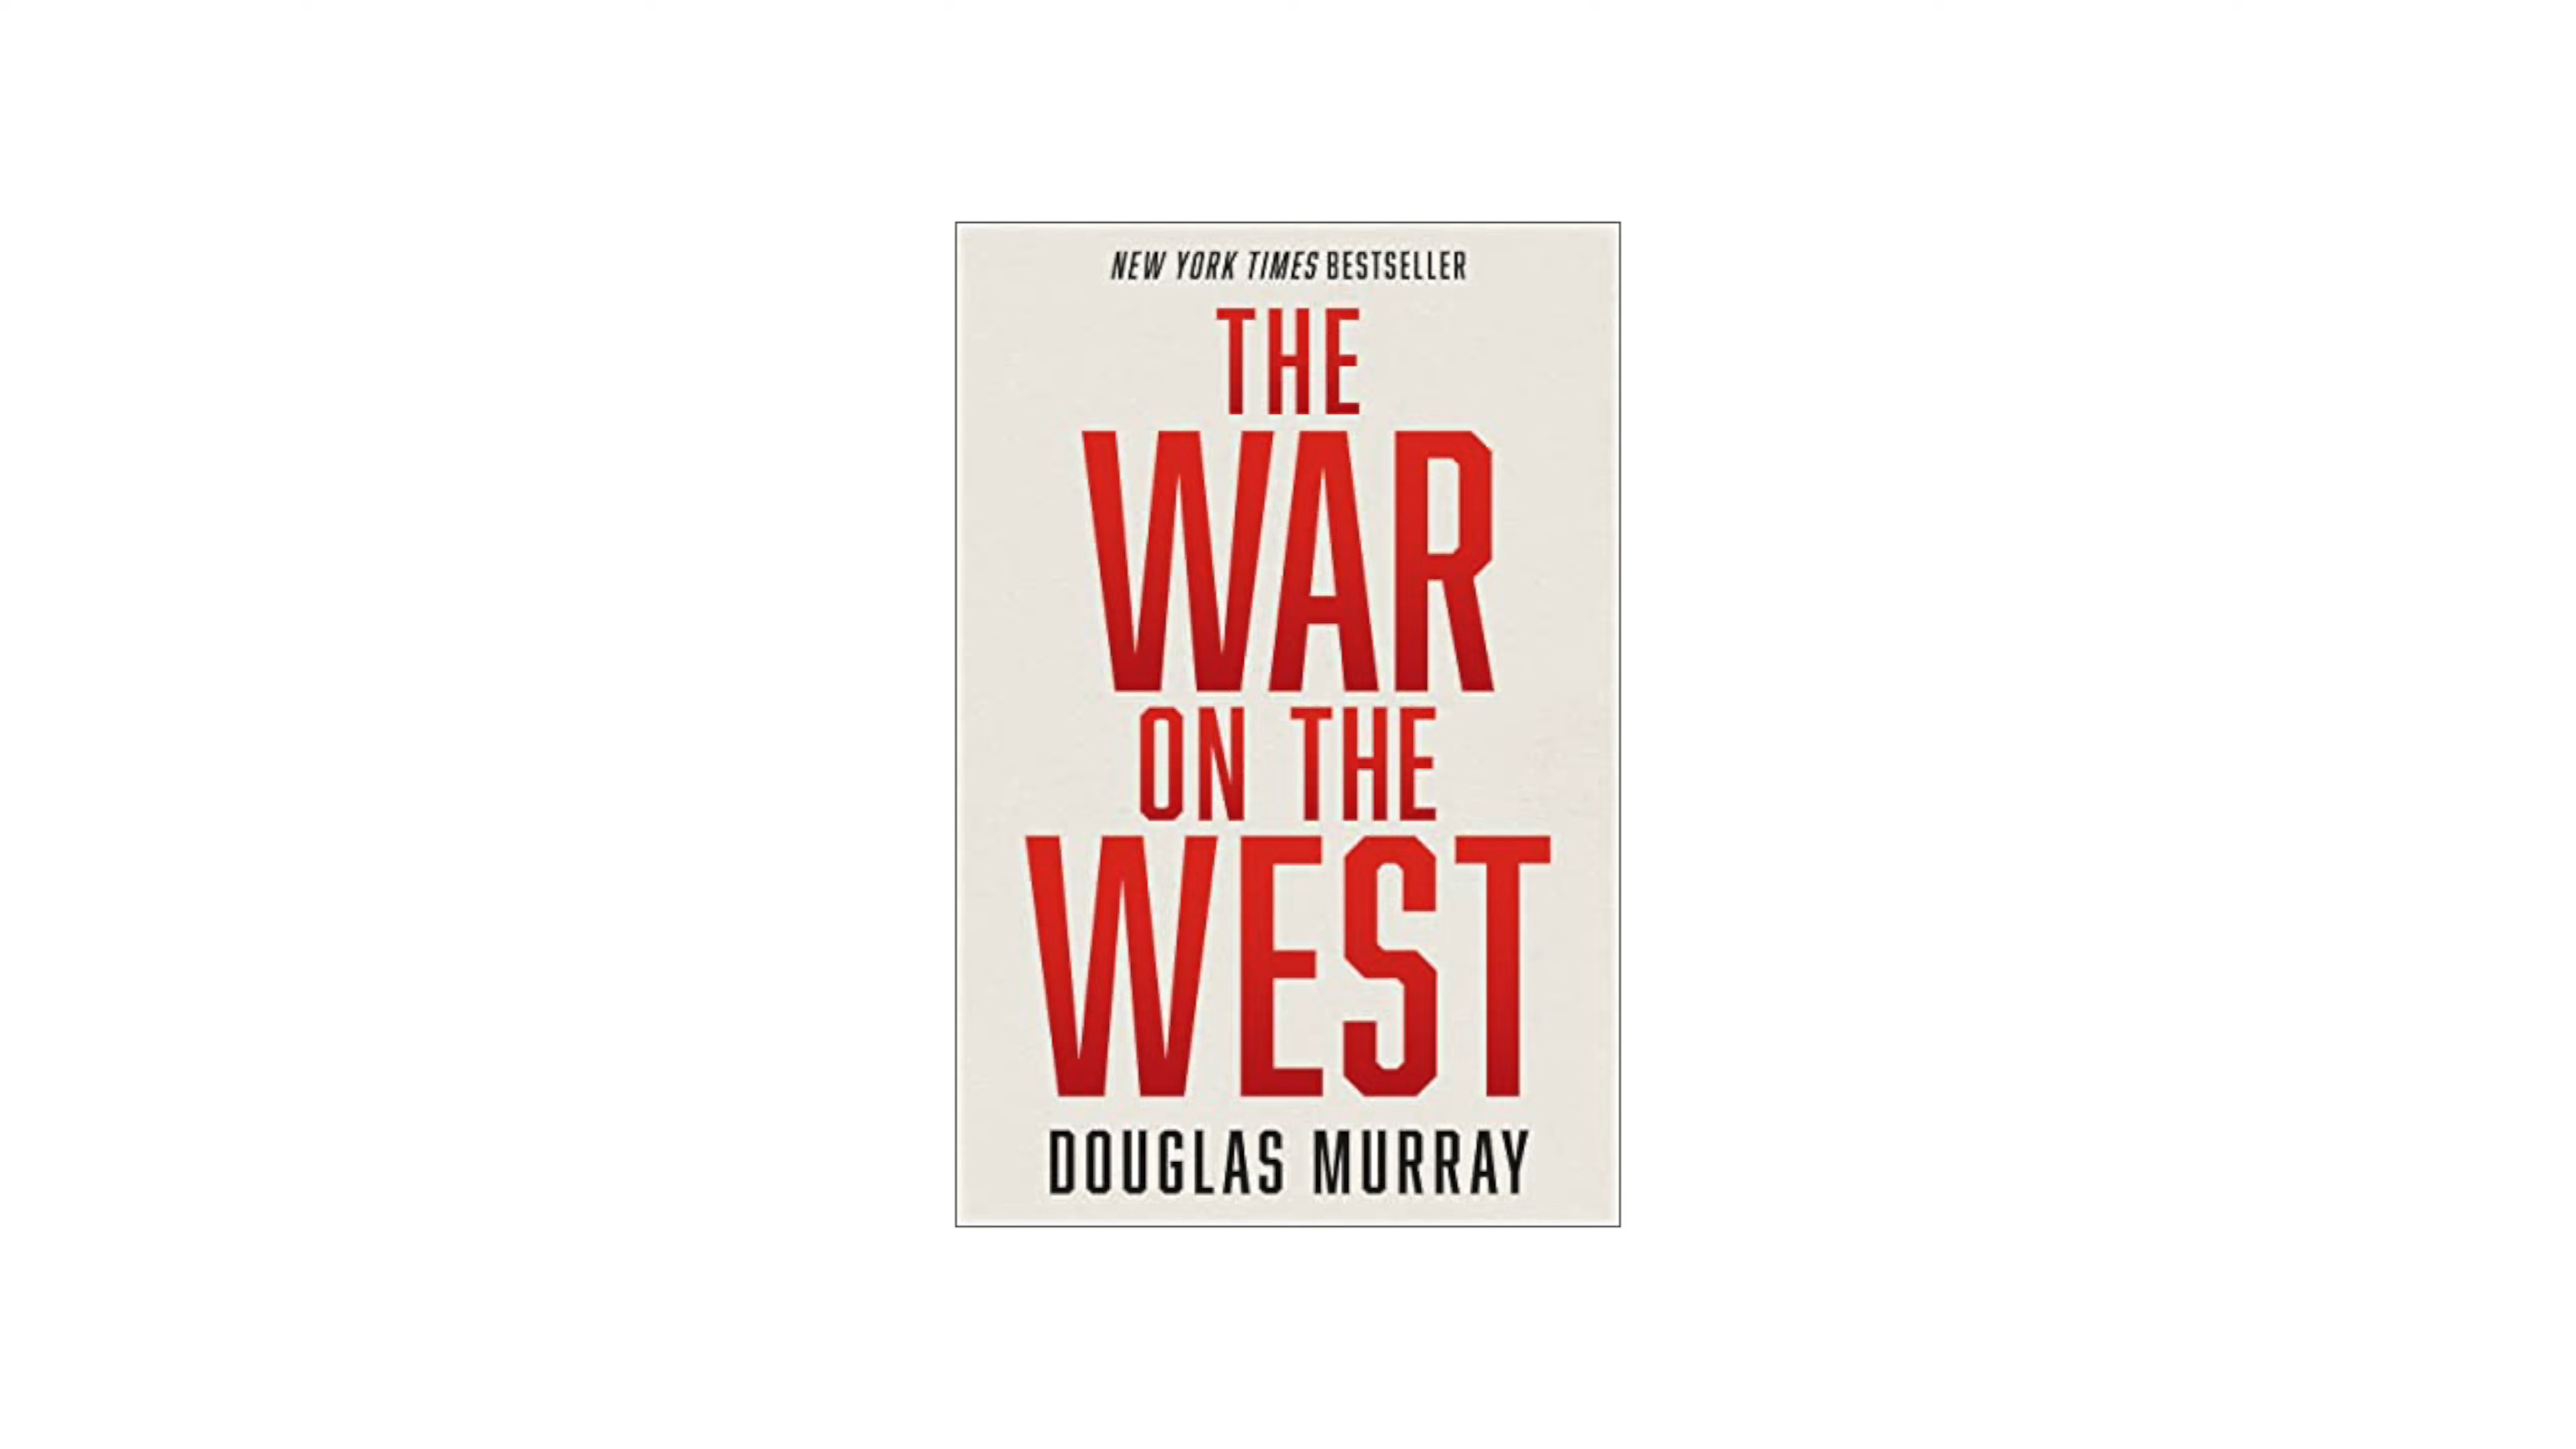 NEW YORK TIMES BESTSELLER
THE
WAR
ON THE
WEST
DOUGLAS MURRAY